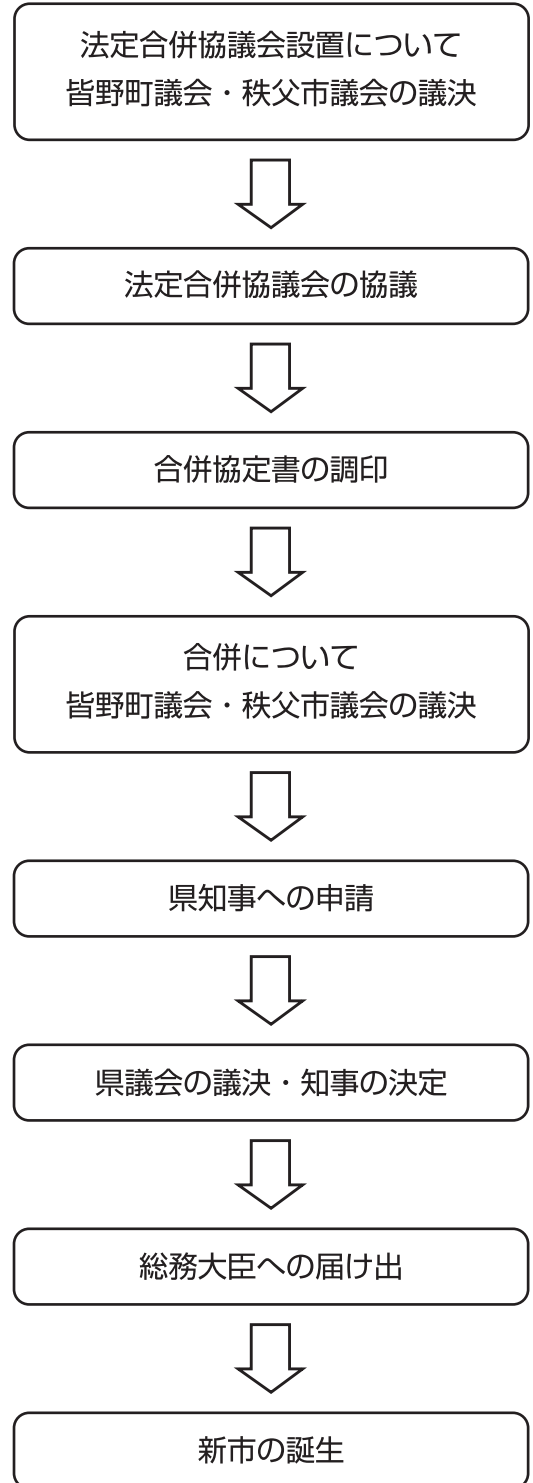 法定合併協議会設置について
皆野町議会・秩父市議会の議決
法定合併協議会の協議
合併協定書の調印
合併について
皆野町議会・秩父市議会の議決
県知事への申請
県議会の議決・知事の決定
総務大臣への届け出
新市の誕生